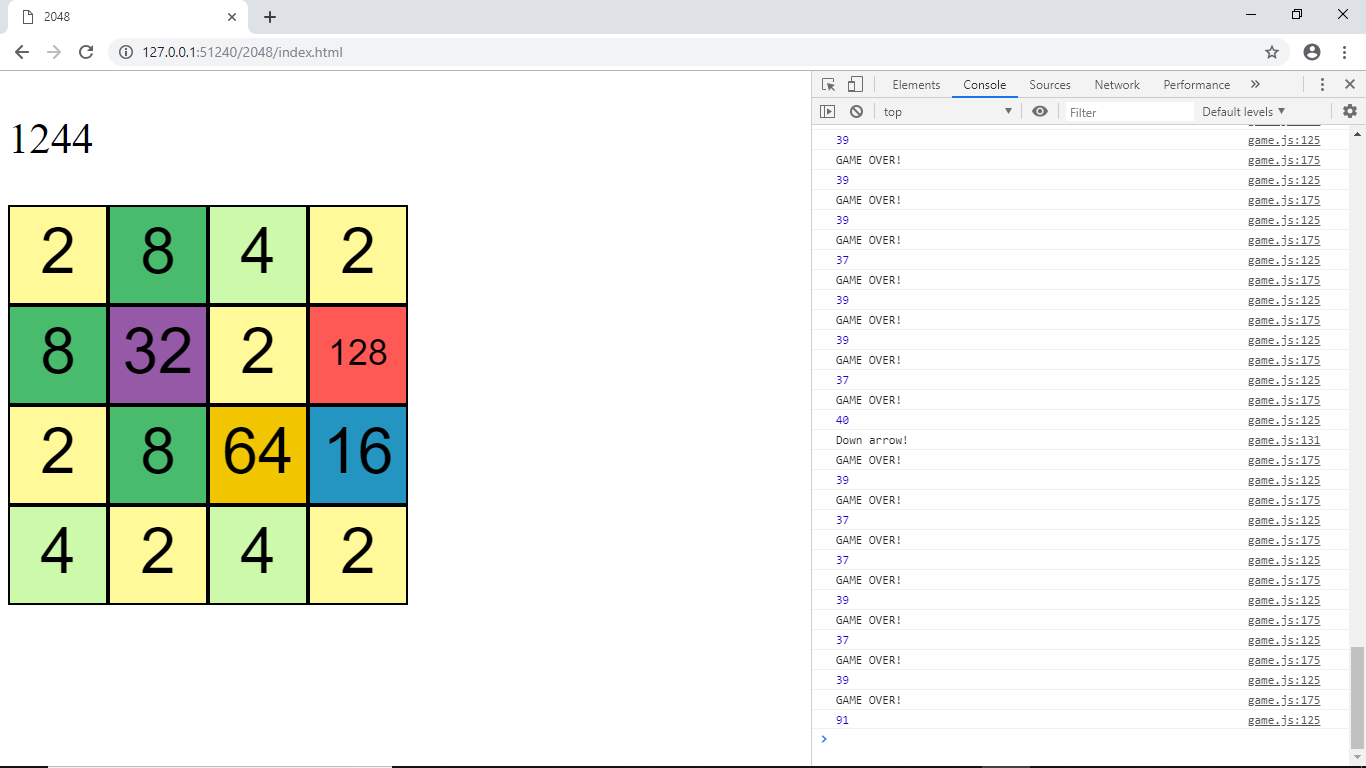 2048
127.0.0.1:51240/2048/index.html
Elements Console Sources Network Performance »
top Filter Default levels ▼
1244
2 8 4 2
8 32 2 128
2 8 64 16
4 2 4 2
39 game.js:125
GAME OVER! game.js:175
39 game.js:125
GAME OVER! game.js:175
39 game.js:125
GAME OVER! game.js:175
37 game.js:125
GAME OVER! game.js:175
39 game.js:125
GAME OVER! game.js:175
39 game.js:125
GAME OVER! game.js:175
37 game.js:125
GAME OVER! game.js:175
40 game.js:125
Down arrow! game.js:131
GAME OVER! game.js:175
39 game.js:125
GAME OVER! game.js:175
37 game.js:125
GAME OVER! game.js:175
37 game.js:125
GAME OVER! game.js:175
39 game.js:125
GAME OVER! game.js:175
37 game.js:125
GAME OVER! game.js:175
39 game.js:125
GAME OVER! game.js:175
91 game.js:125